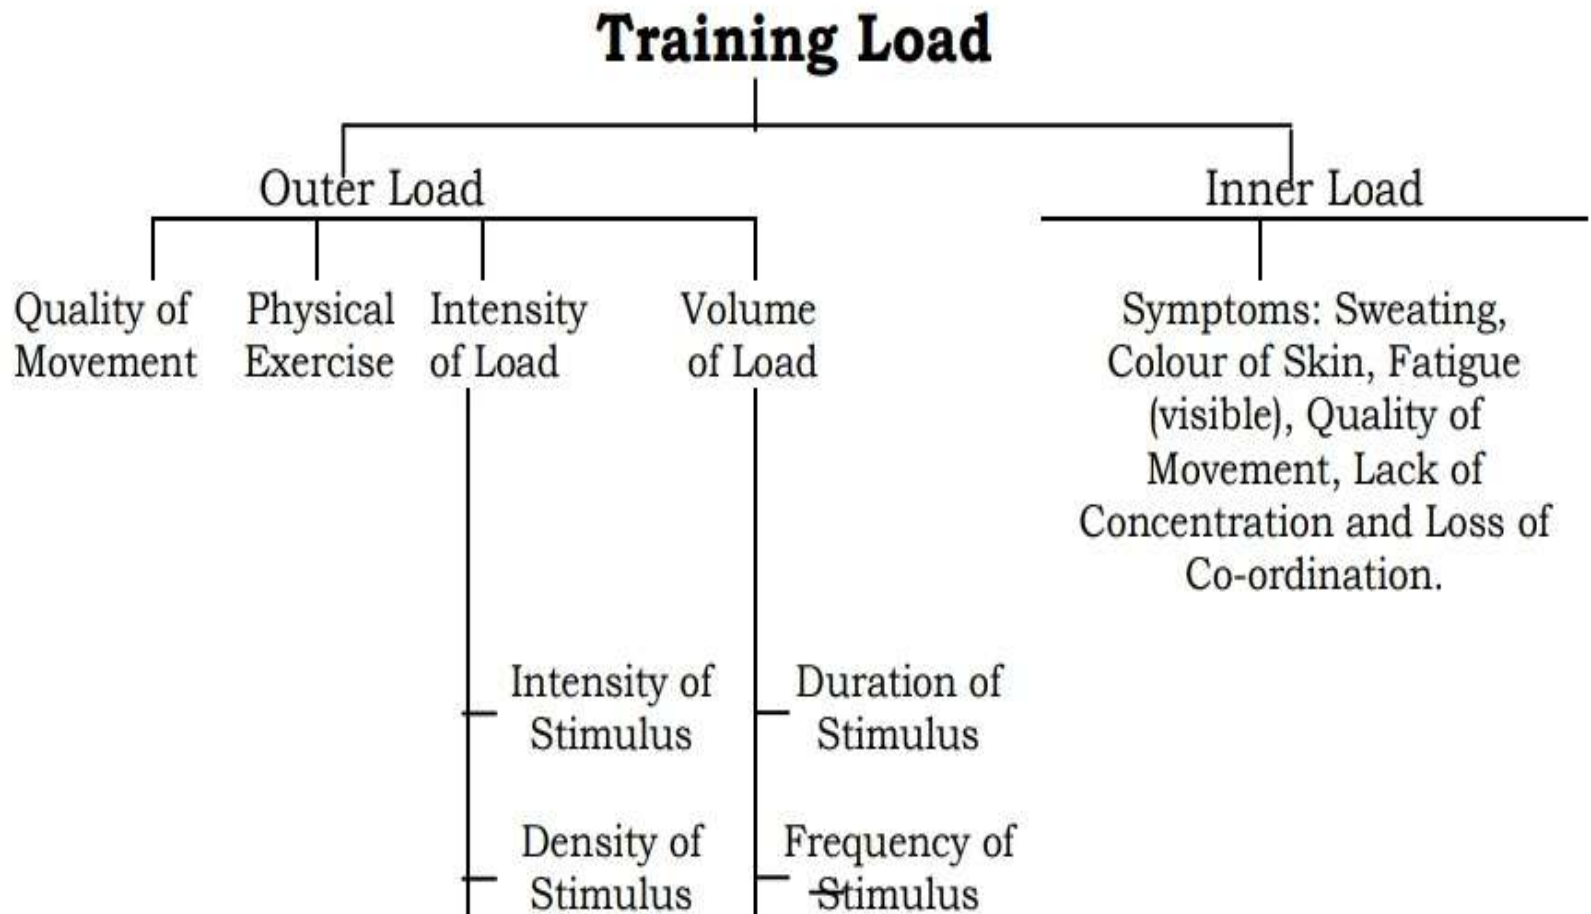 Training Load
Outer Load
Inner Load
Quality of
Movement
Physical
Exercise
Intensity
of Load
Volume
of Load
Symptoms: Sweating,
Colour of Skin, Fatigue
(visible), Quality of
Movement, Lack of
Concentration and Loss of
Co-ordination.
Intensity of
Stimulus
Duration of
Stimulus
Density of
Stimulus
Frequency of
Stimulus